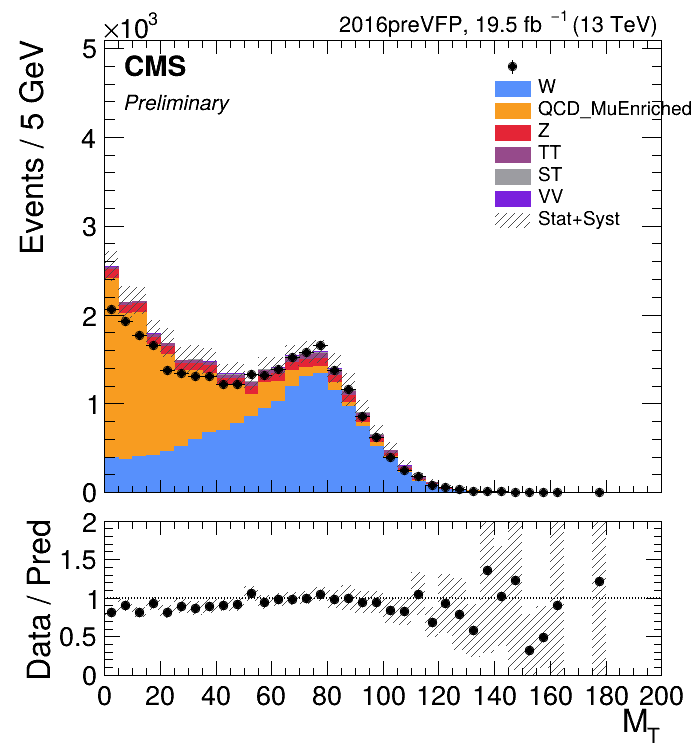 ×10³
2016preVFP, 19.5 fb ⁻¹ (13 TeV)
CMS
Preliminary
W
QCD_MuEnriched
Z
TT
ST
VV
Stat+Syst
Events / 5 GeV
5
4
3
2
1
0
Data / Pred
2
1.5
1
0.5
0
0 20 40 60 80 100 120 140 160 180 200
M_T